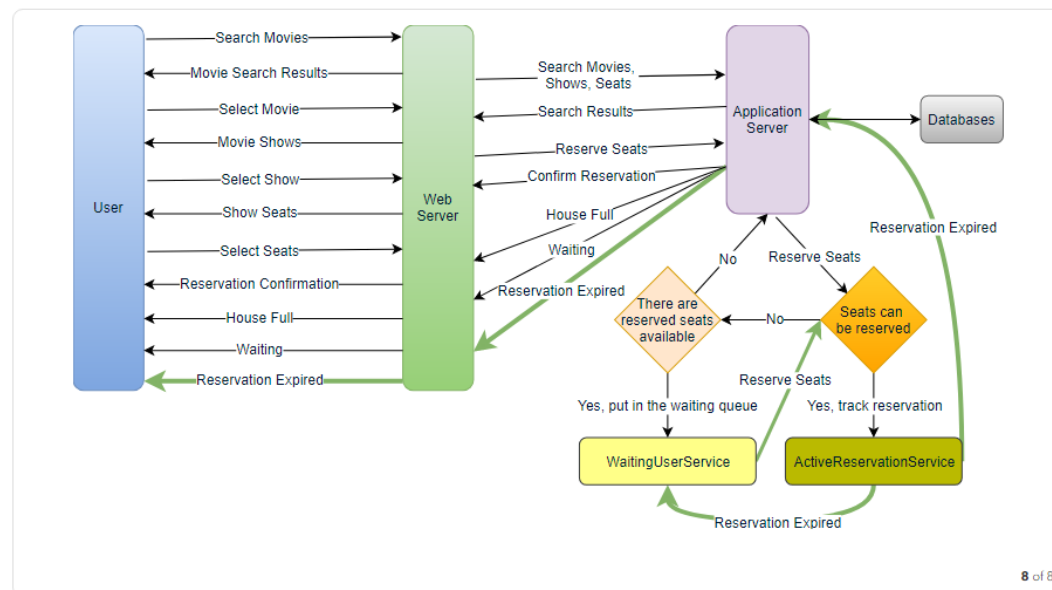 Search Movies
Movie Search Results
Select Movie
Movie Shows
Select Show
Show Seats
Select Seats
Reservation Confirmation
House Full
Waiting
Reservation Expired
User
Web
Server
Search Movies,
Shows, Seats
Search Results
Reserve Seats
Confirm Reservation
House Full
Waiting
Reservation Expired
Application
Server
Databases
Reservation Expired
No
Reserve Seats
There are
reserved seats
available
No
Seats can
be reserved
Reserve Seats
Yes, put in the waiting queue
Yes, track reservation
WaitingUserService
ActiveReservationService
Reservation Expired
8 of 8